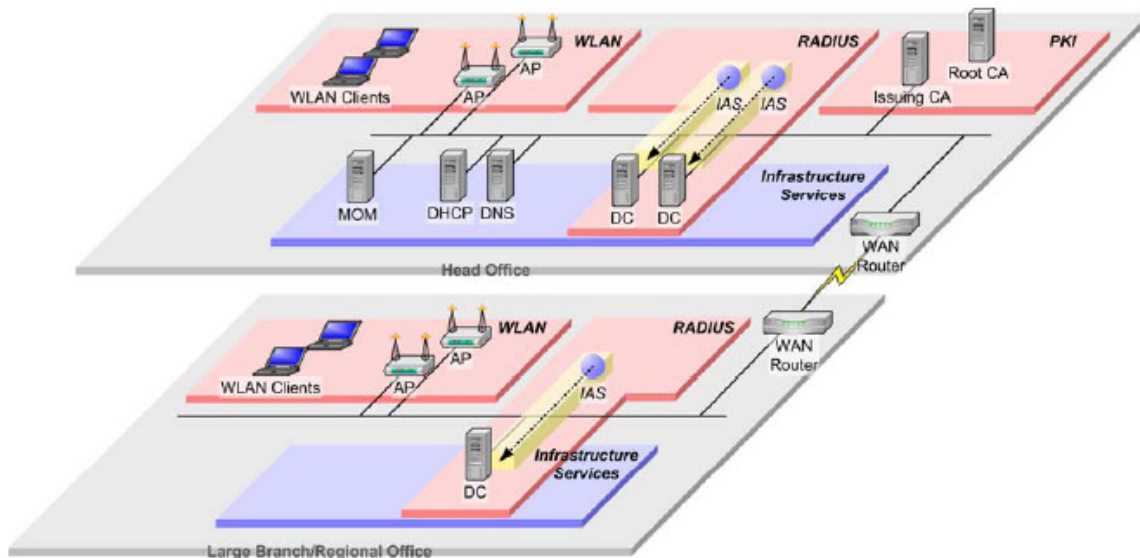 WLAN
RADIUS
PKI
AP
Root CA
AP
WLAN Clients
IAS
IAS
Issuing CA
Infrastructure
Services
MOM
DHCP
DNS
DC
DC
WAN
Router
Head Office
WLAN
RADIUS
WAN
Router
AP
AP
WLAN Clients
IAS
Infrastructure
Services
DC
Large Branch/Regional Office